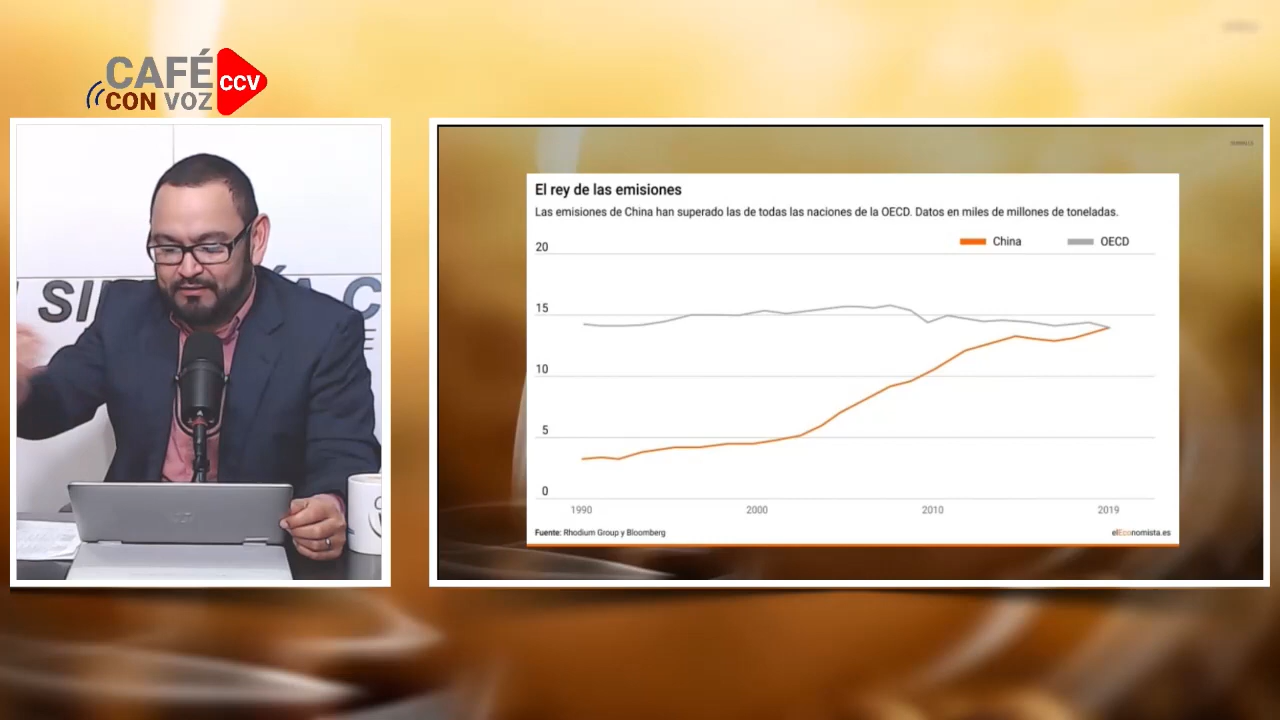 CAFÉ
CON VOZ
CCV
El rey de las emisiones
Las emisiones de China han superado las de todas las naciones de la OECD. Datos en miles de millones de toneladas.
China
OECD
20
15
10
5
0
1990
2000
2010
2019
Fuente: Rhodium Group y Bloomberg
elEconomista.es